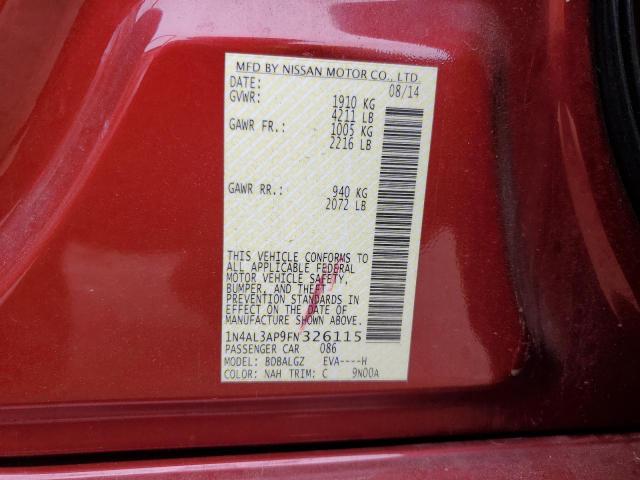 MFD BY NISSAN MOTOR CO., LTD.
DATE: 08/14
GVWR: 1910 KG
4211 LB
GAWR FR.: 1005 KG
2216 LB
GAWR RR.: 940 KG
2072 LB
THIS VEHICLE CONFORMS TO
ALL APPLICABLE FEDERAL
MOTOR VEHICLE SAFETY,
BUMPER, AND THEFT
PREVENTION STANDARDS IN
EFFECT ON THE DATE OF
MANUFACTURE SHOWN ABOVE.
1N4AL3AP9FN326115
PASSENGER CAR 086
MODEL: BDBALGZ EVA----H
COLOR: NAH TRIM: C 9N00A